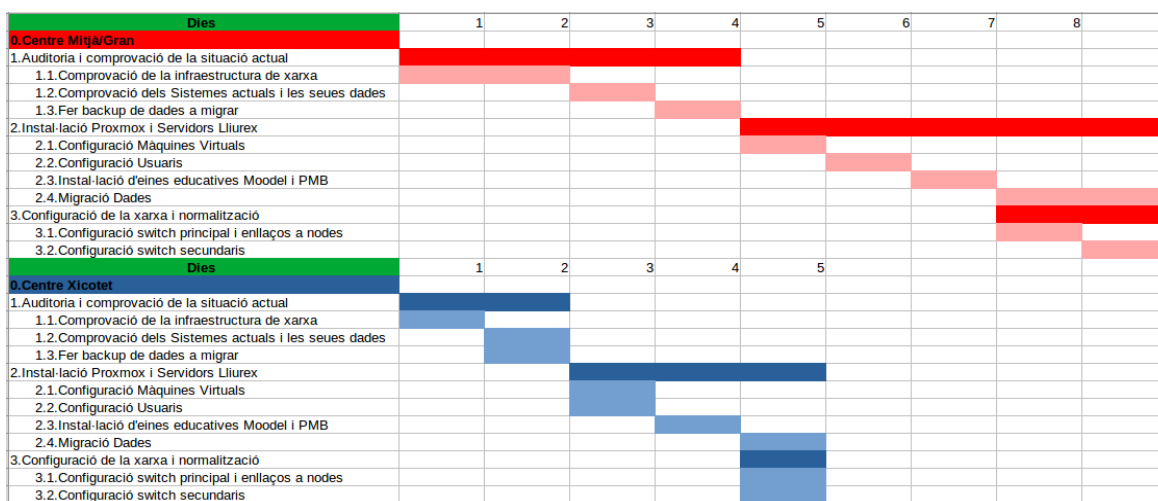 Dies 1 2 3 4 5 6 7 8
0.Centre Mitjà/Gran
1.Auditoria i comprovació de la situació actual
1.1.Comprovació de la infraestructura de xarxa
1.2.Comprovació dels Sistemes actuals i les seues dades
1.3.Fer backup de dades a migrar
2.Instal·lació Proxmox i Servidors Lliurex
2.1.Configuració Màquines Virtuals
2.2.Configuració Usuaris
2.3.Instal·lació d'eines educatives Moodel i PMB
2.4.Migració Dades
3.Configuració de la xarxa i normalització
3.1.Configuració switch principal i enllaços a nodes
3.2.Configuració switch secundaris
Dies 1 2 3 4 5
0.Centre Xicotet
1.Auditoria i comprovació de la situació actual
1.1.Comprovació de la infraestructura de xarxa
1.2.Comprovació dels Sistemes actuals i les seues dades
1.3.Fer backup de dades a migrar
2.Instal·lació Proxmox i Servidors Lliurex
2.1.Configuració Màquines Virtuals
2.2.Configuració Usuaris
2.3.Instal·lació d'eines educatives Moodel i PMB
2.4.Migració Dades
3.Configuració de la xarxa i normalització
3.1.Configuració switch principal i enllaços a nodes
3.2.Configuració switch secundaris